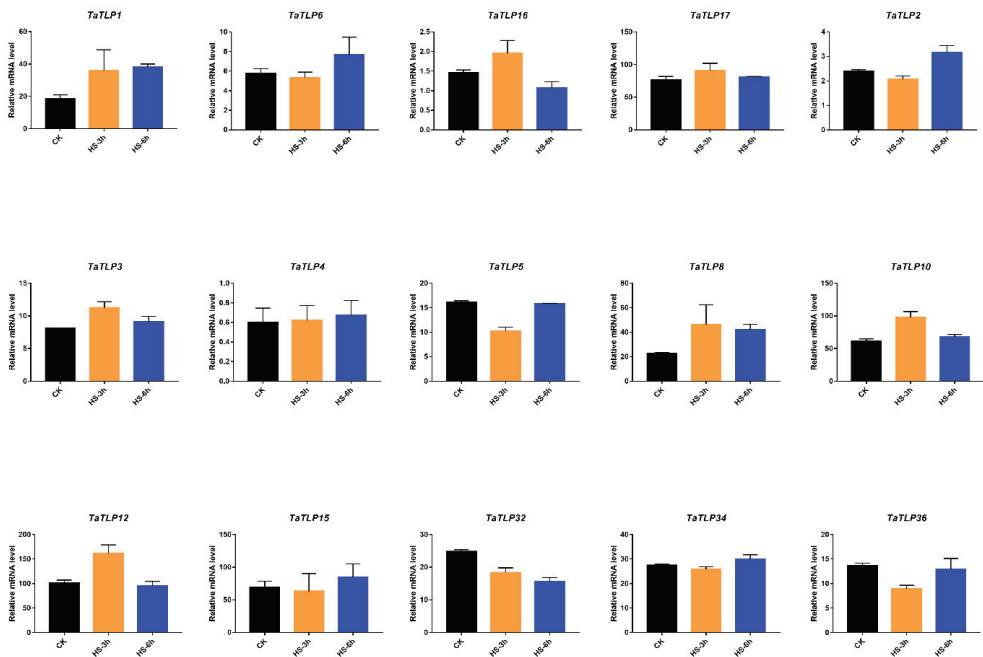 TaTLP1 TaTLP6 TaTLP16 TaTLP17 TaTLP2
Relative mRNA level 60 40 20 0 CK HS-3h HS-6h
Relative mRNA level 10 8 6 4 2 0 CK HS-3h HS-6h
Relative mRNA level 2.5 2.0 1.5 1.0 0.5 0.0 CK HS-3h HS-6h
Relative mRNA level 150 100 50 0 CK HS-3h HS-6h
Relative mRNA level 4 3 2 1 0 CK HS-3h HS-6h
TaTLP3 TaTLP4 TaTLP5 TaTLP8 TaTLP10
Relative mRNA level 15 10 5 0 CK HS-3h HS-6h
Relative mRNA level 1.0 0.8 0.6 0.4 0.2 0.0 CK HS-3h HS-6h
Relative mRNA level 20 15 10 5 0 CK HS-3h HS-6h
Relative mRNA level 80 60 40 20 0 CK HS-3h HS-6h
Relative mRNA level 150 100 50 0 CK HS-3h HS-6h
TaTLP12 TaTLP15 TaTLP32 TaTLP34 TaTLP36
Relative mRNA level 200 150 100 50 0 CK HS-3h HS-6h
Relative mRNA level 150 100 50 0 CK HS-3h HS-6h
Relative mRNA level 30 20 10 0 CK HS-3h HS-6h
Relative mRNA level 40 30 20 10 0 CK HS-3h HS-6h
Relative mRNA level 20 15 10 5 0 CK HS-3h HS-6h